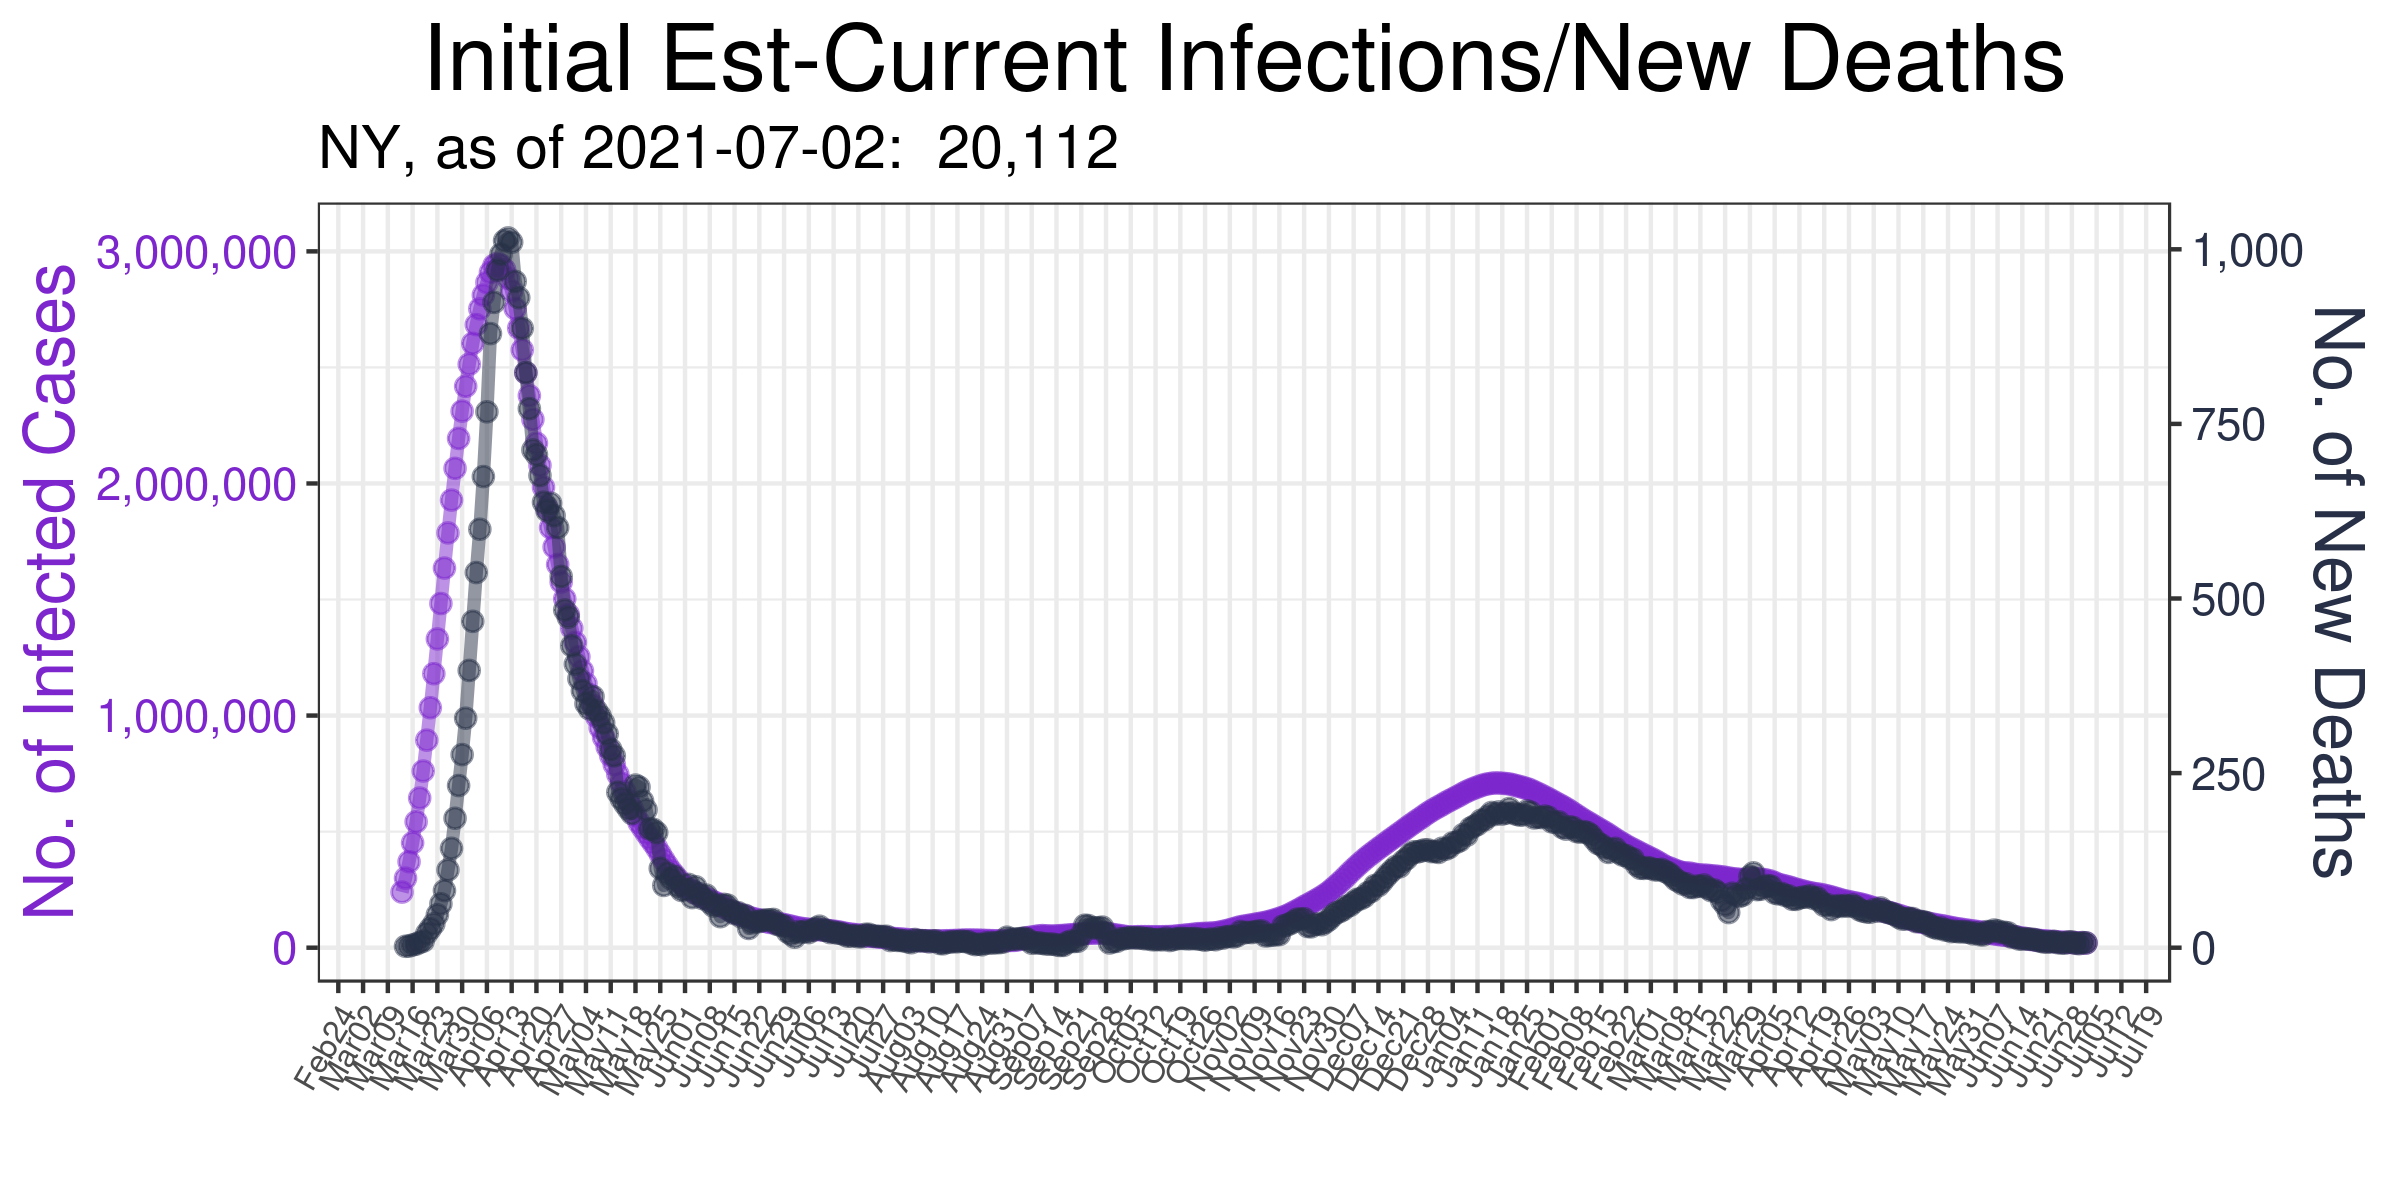 Initial Est-Current Infections/New Deaths
NY, as of 2021-07-02:  20,112
No. of Infected Cases
3,000,000
2,000,000
1,000,000
0
1,000
750
500
250
0
No. of New Deaths
Feb24
Mar02
Mar09
Mar16
Mar23
Mar30
Apr06
Apr13
Apr20
Apr27
May04
May11
May18
May25
Jun01
Jun08
Jun15
Jun22
Jun29
Jul06
Jul13
Jul20
Jul27
Aug03
Aug10
Aug17
Aug24
Aug31
Sep07
Sep14
Sep21
Sep28
Oct05
Oct12
Oct19
Oct26
Nov02
Nov09
Nov16
Nov23
Nov30
Dec07
Dec14
Dec21
Dec28
Jan04
Jan11
Jan18
Jan25
Feb01
Feb08
Feb15
Feb22
Mar01
Mar08
Mar15
Mar22
Mar29
Apr05
Apr12
Apr19
Apr26
May03
May10
May17
May24
May31
Jun07
Jun14
Jun21
Jun28
Jul05
Jul12
Jul19